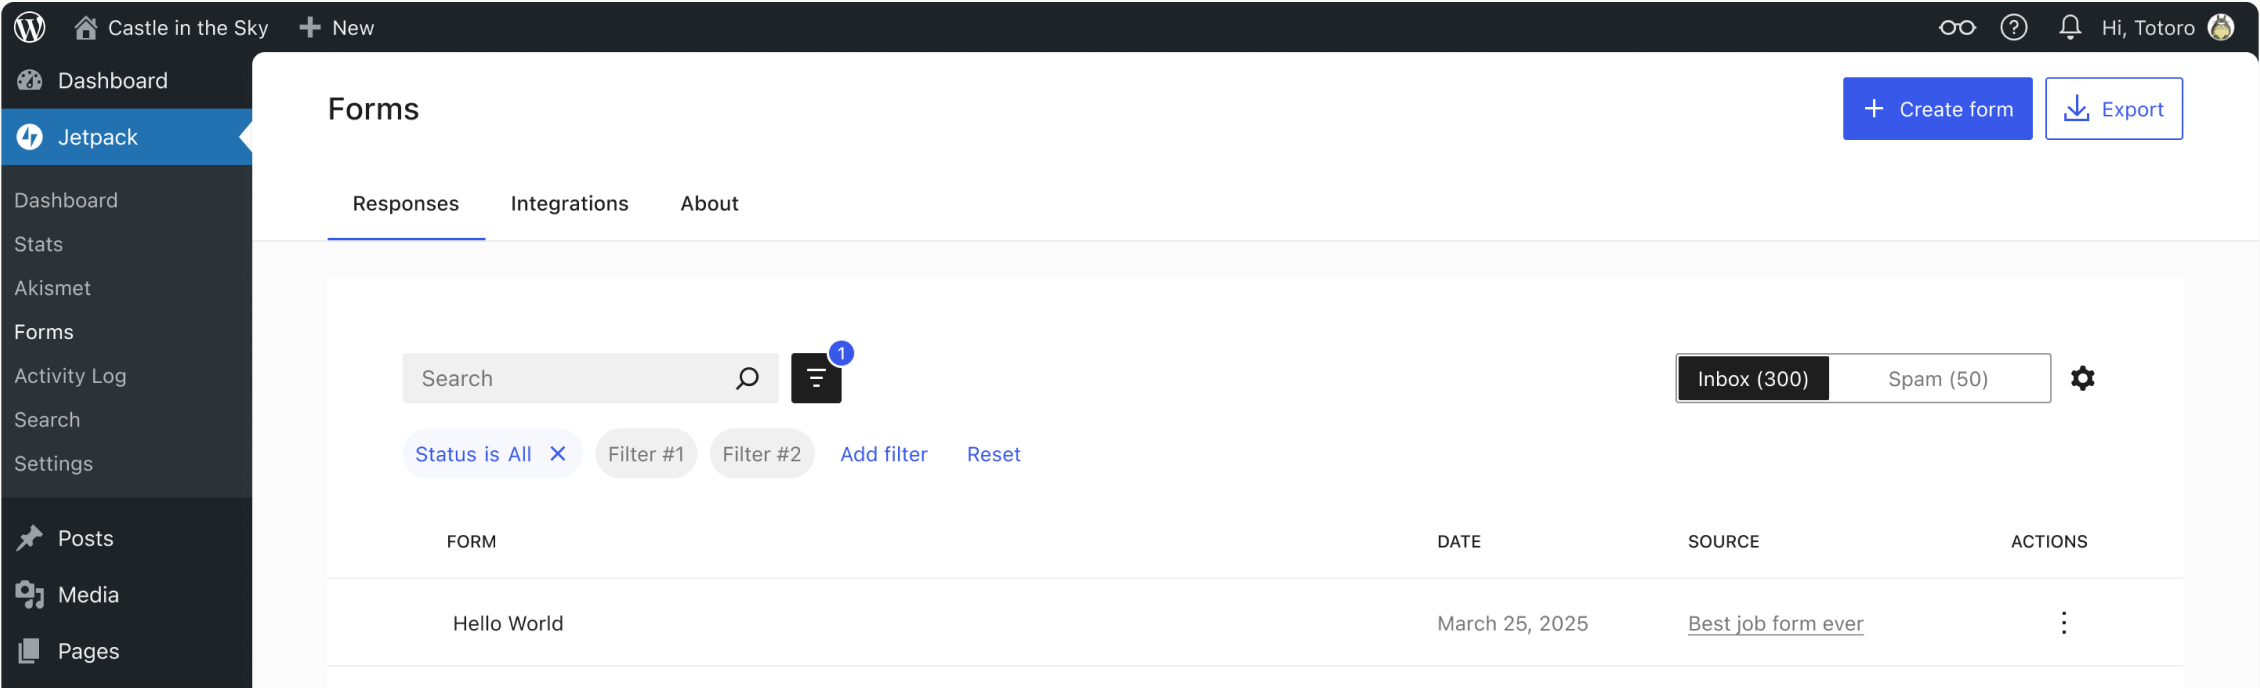 Castle in the Sky New Hi, Totoro
Dashboard
Jetpack
Dashboard
Stats
Akismet
Forms
Activity Log
Search
Settings
Posts
Media
Pages
Forms
Create form Export
Responses Integrations About
Search 1 Inbox (300) Spam (50)
Status is All Filter #1 Filter #2 Add filter Reset
FORM DATE SOURCE ACTIONS
Hello World March 25, 2025 Best job form ever